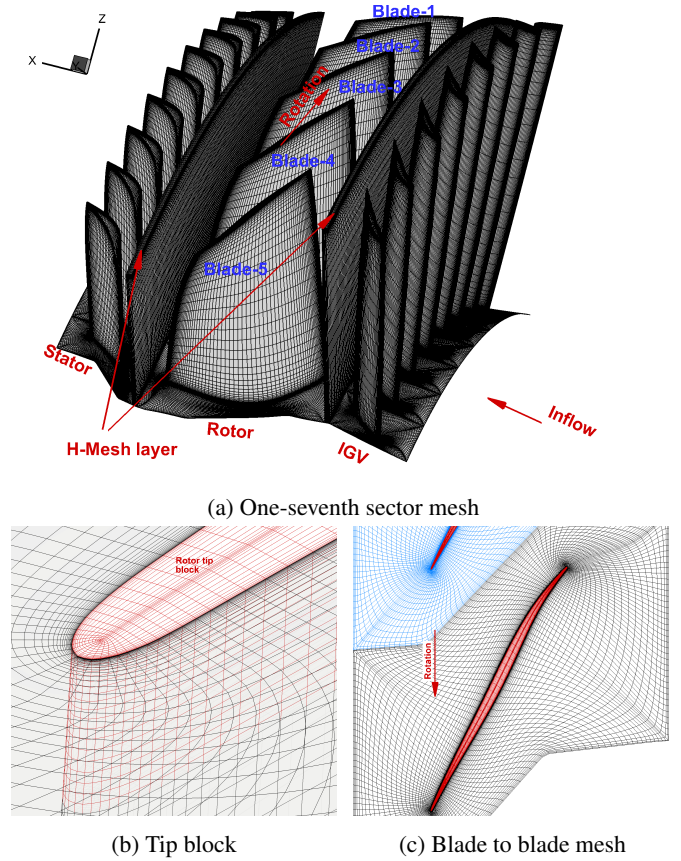 Blade-1
Z
Blade-2
X
Rotation
Blade-3
Blade-4
Blade-5
Stator
Inflow
Rotor
H-Mesh layer
IGV
(a) One-seventh sector mesh
Rotor tip
block
Rotation
(b) Tip block
(c) Blade to blade mesh